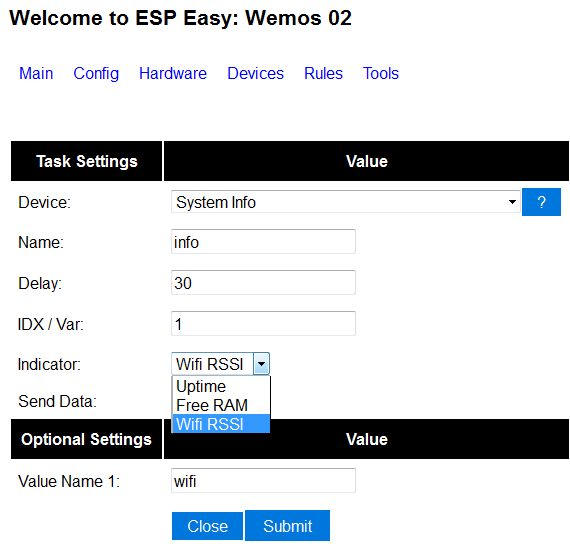 Welcome to ESP Easy: Wemos 02
Main Config Hardware Devices Rules Tools
Task Settings Value
Device: System Info ?
Name: info
Delay: 30
IDX / Var: 1
Indicator: Wifi RSSI
Uptime
Send Data: Free RAM
Wifi RSSI
Optional Settings Value
Value Name 1: wifi
Close Submit